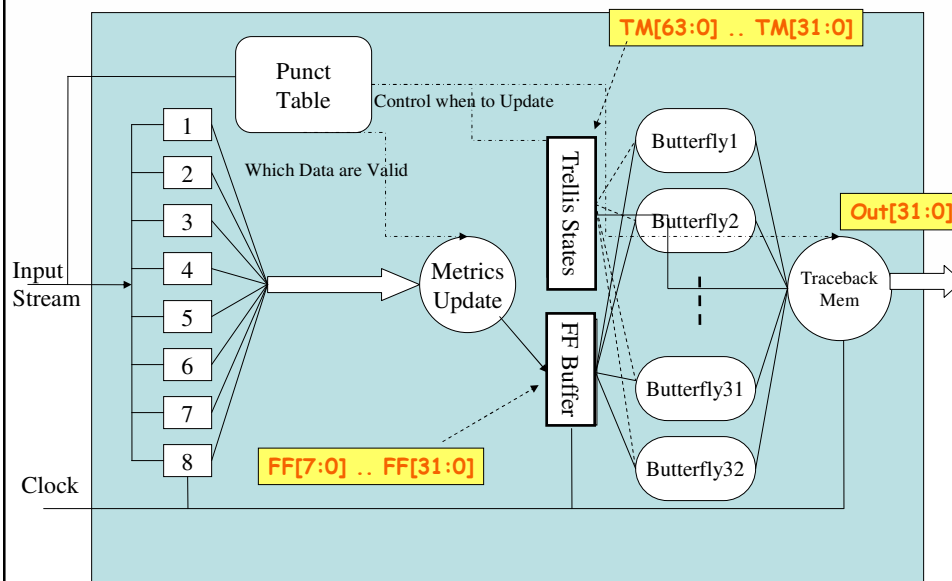 TM[63:0] .. TM[31:0]
Punct
Table
Control when to Update
1
2
3
4
5
6
7
8
Which Data are Valid
Input
Stream
Clock
Metrics
Update
Trellis States
FF Buffer
FF[7:0] .. FF[31:0]
Butterfly1
Butterfly2
Butterfly31
Butterfly32
Out[31:0]
Traceback
Mem